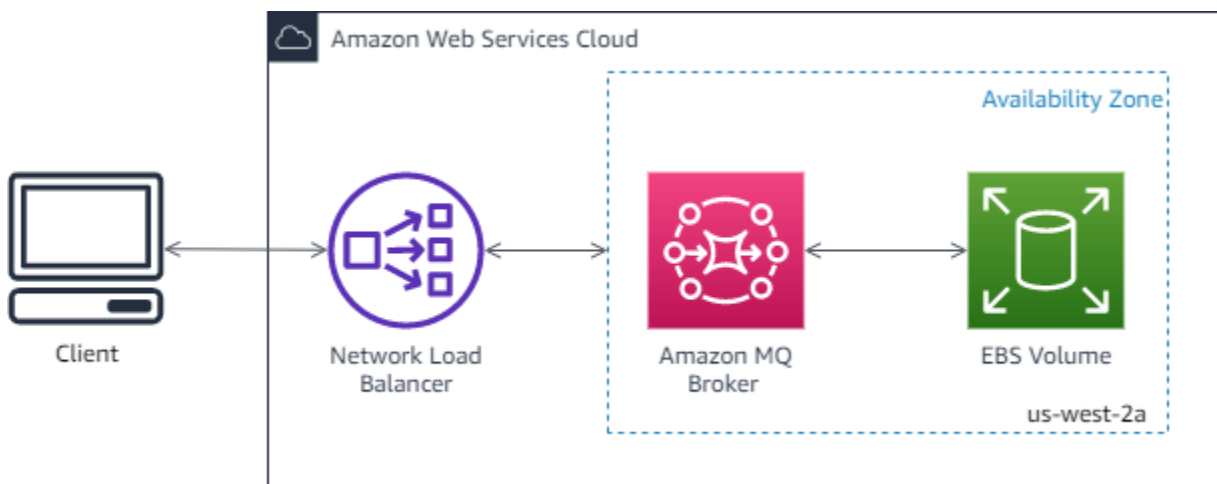 Amazon Web Services Cloud
Availability Zone
Client
Network Load
Balancer
Amazon MQ
Broker
EBS Volume
us-west-2a